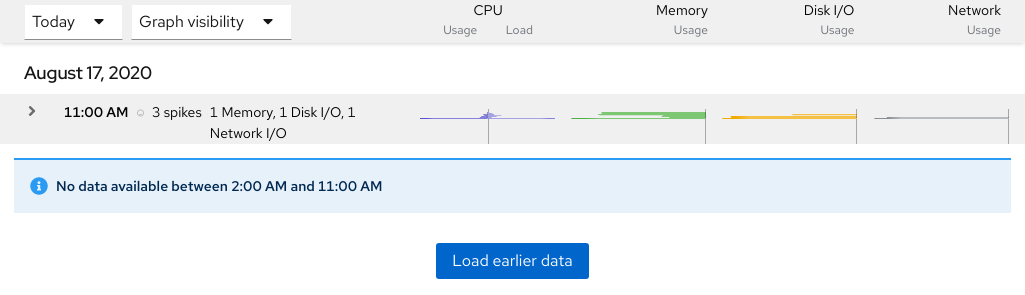 Today
Graph visibility
CPU
Memory
Disk I/O
Network
Usage
Load
Usage
Usage
Usage
August 17, 2020
11:00 AM 3 spikes 1 Memory, 1 Disk I/O, 1
Network I/O
No data available between 2:00 AM and 11:00 AM
Load earlier data